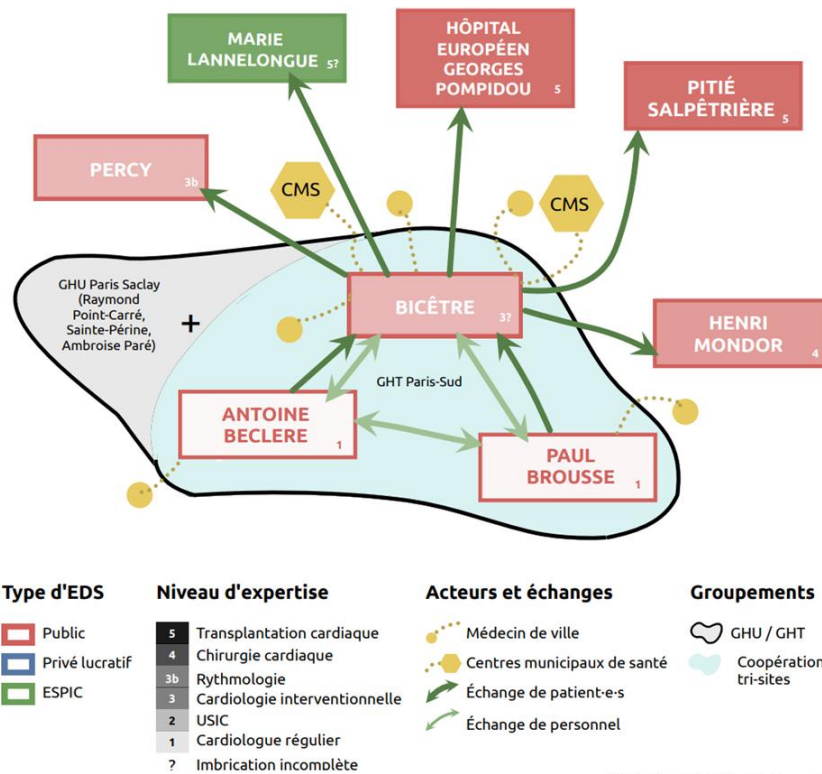 MARIE
LANNELONGUE
5?
HÔPITAL
EUROPÉEN
GEORGES
POMPIDOU
5
PITIÉ
SALPÊTRIÈRE
5
PERCY
3b
CMS
CMS
GHU Paris Saclay
(Raymond
Point-Carré,
Sainte-Périne,
Ambroise Paré)
+
BICÊTRE
3?
HENRI
MONDOR
4
GHT Paris-Sud
ANTOINE
BECLERE
1
PAUL
BROUSSE
1
Type d'EDS
Public
Privé lucratif
ESPIC
Niveau d'expertise
5 Transplantation cardiaque
4 Chirurgie cardiaque
3b Rythmologie
3 Cardiologie interventionnelle
2 USIC
1 Cardiologue régulier
? Imbrication incomplète
Acteurs et échanges
Médecin de ville
Centres municipaux de santé
Échange de patient·e·s
Échange de personnel
Groupements
GHU / GHT
Coopération
tri-sites